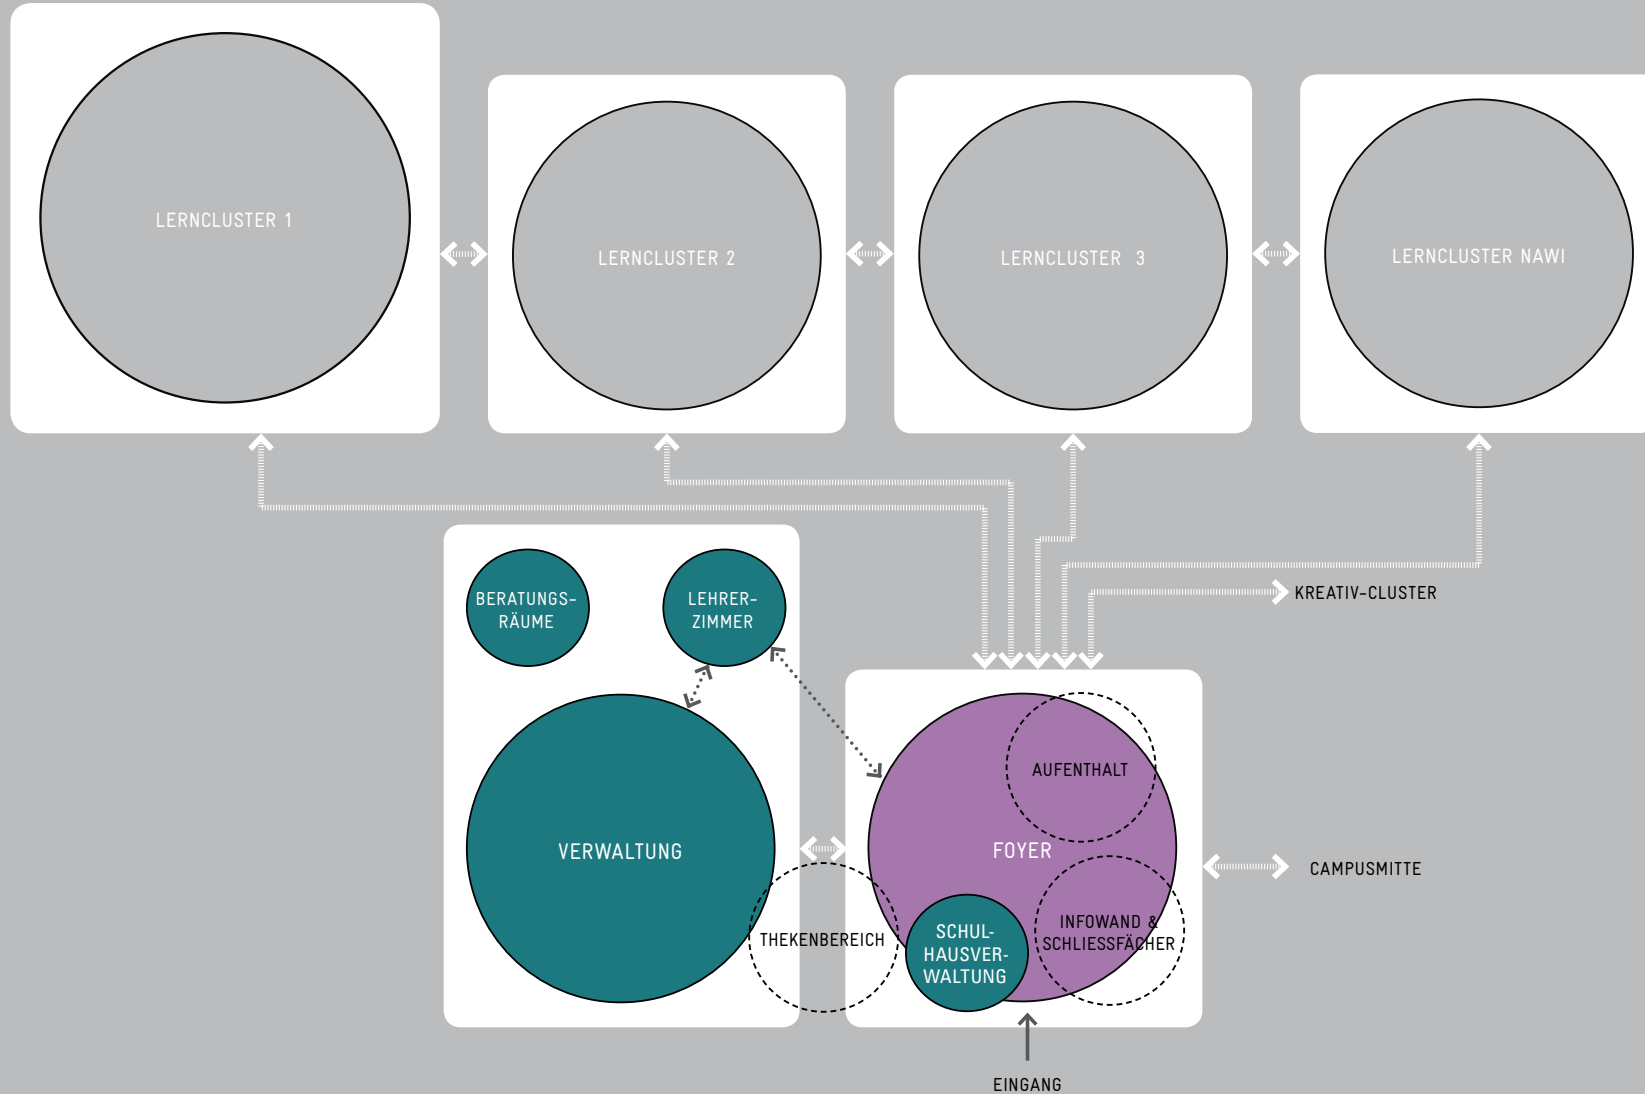 LERNCLUSTER 1
LERNCLUSTER 2
LERNCLUSTER 3
LERNCLUSTER NAWI
KREATIV-CLUSTER
BERATUNGS-
RÄUME
LEHRER-
ZIMMER
AUFENTHALT
VERWALTUNG
FOYER
CAMPUSMITTE
THEKENBEREICH
SCHUL-
HAUSVER-
WALTUNG
INFOWAND &
SCHLIESSFÄCHER
EINGANG